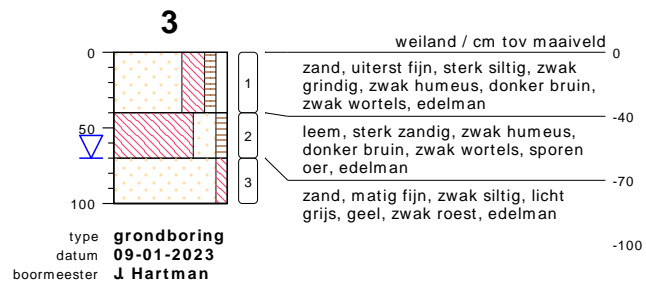 3
weiland / cm tov maaiveld
0
0
zand, uiterst fijn, sterk siltig, zwak
grindig, zwak humeus, donker bruin,
zwak wortels, edelman
1
-40
50
leem, sterk zandig, zwak humeus,
donker bruin, zwak wortels, sporen
oer, edelman
2
-70
zand, matig fijn, zwak siltig, licht
grijs, geel, zwak roest, edelman
3
100
-100
type grondboring
datum 09-01-2023
boormeester J. Hartman